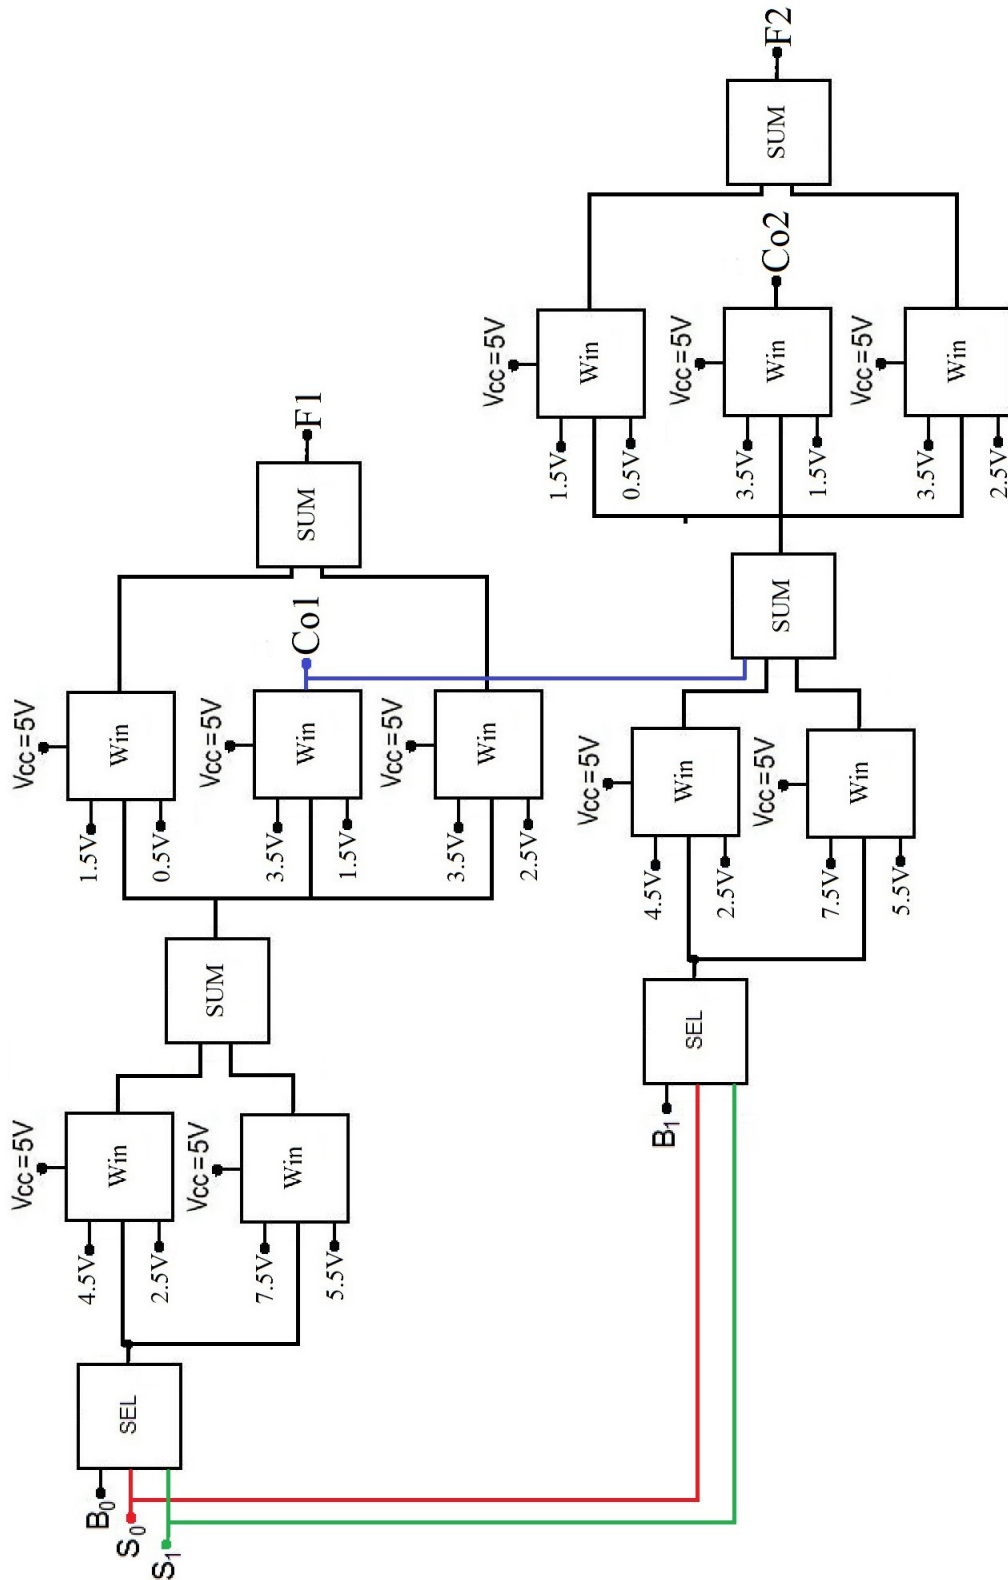 B0
S0
S1
SEL
4.5V
2.5V
Vcc=5V
Win
7.5V
5.5V
Vcc=5V
Win
SUM
1.5V
0.5V
Vcc=5V
Win
3.5V
1.5V
Vcc=5V
Win
Co1
3.5V
2.5V
Vcc=5V
Win
SUM
F1
B1
SEL
4.5V
2.5V
Vcc=5V
Win
7.5V
5.5V
Vcc=5V
Win
SUM
1.5V
0.5V
Vcc=5V
Win
3.5V
1.5V
Vcc=5V
Win
Co2
3.5V
2.5V
Vcc=5V
Win
SUM
F2